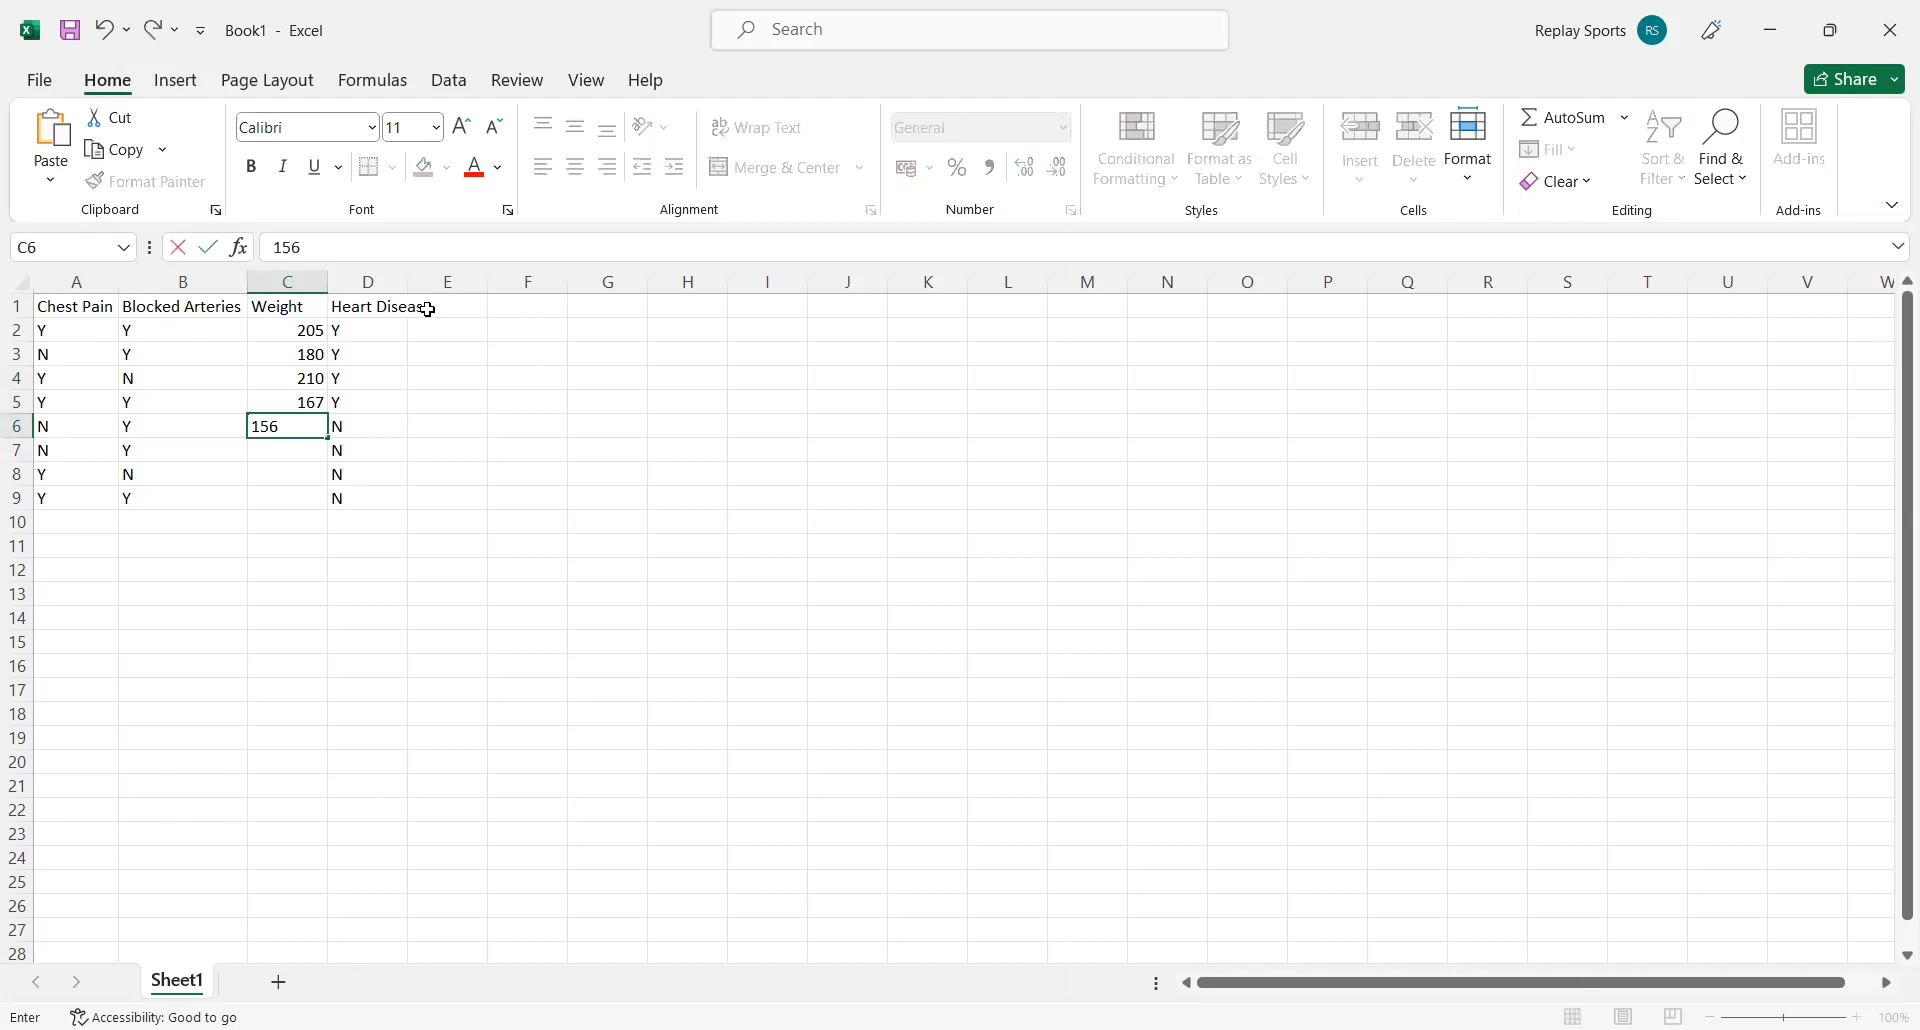 Book1 - Excel
Search
Replay Sports
RS
File Home Insert Page Layout Formulas Data Review View Help
Share
Paste
Cut
Copy
Format Painter
Clipboard
Calibri 11
B I U
Font
Wrap Text
Merge & Center
Alignment
General
Number
Conditional Formatting
Format as Table
Cell Styles
Styles
Insert Delete Format
Cells
AutoSum
Fill
Clear
Sort & Filter
Find & Select
Editing
Add-ins
Add-ins
C6 fx 156
A B C D E F G H I J K L M N O P Q R S T U V W
1 Chest Pain Blocked Arteries Weight Heart Diseas
2 Y Y 205 Y
3 N Y 180 Y
4 Y N 210 Y
5 Y Y 167 Y
6 N Y 156 N
7 N Y N
8 Y N N
9 Y Y N
10
11
12
13
14
15
16
17
18
19
20
21
22
23
24
25
26
27
28
Sheet1
Enter Accessibility: Good to go 100%